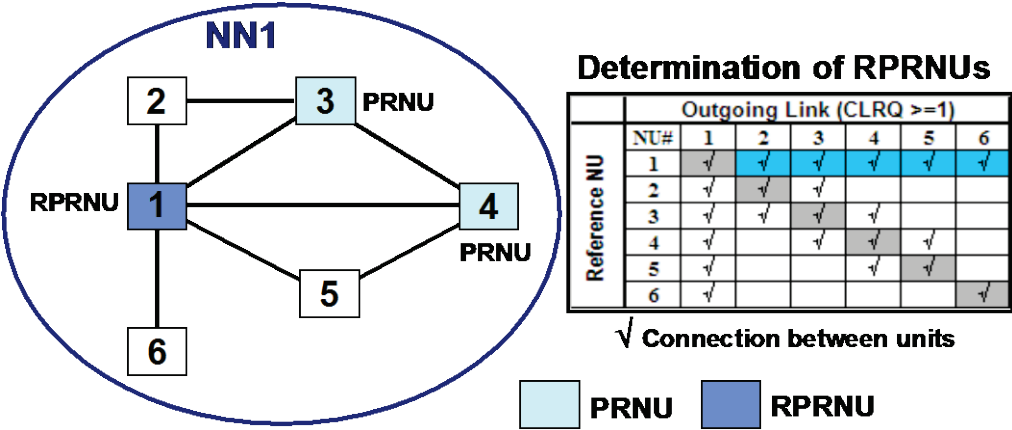 NN1
2
3
PRNU
RPRNU
1
4
PRNU
5
6
Determination of RPRNUs
Outgoing Link (CLRQ >=1)
Reference NU
NU# 1 2 3 4 5 6
1 √ √ √ √ √ √
2 √ √ √
3 √ √ √ √
4 √ √ √ √
5 √ √ √
6 √ √
√ Connection between units
PRNU
RPRNU